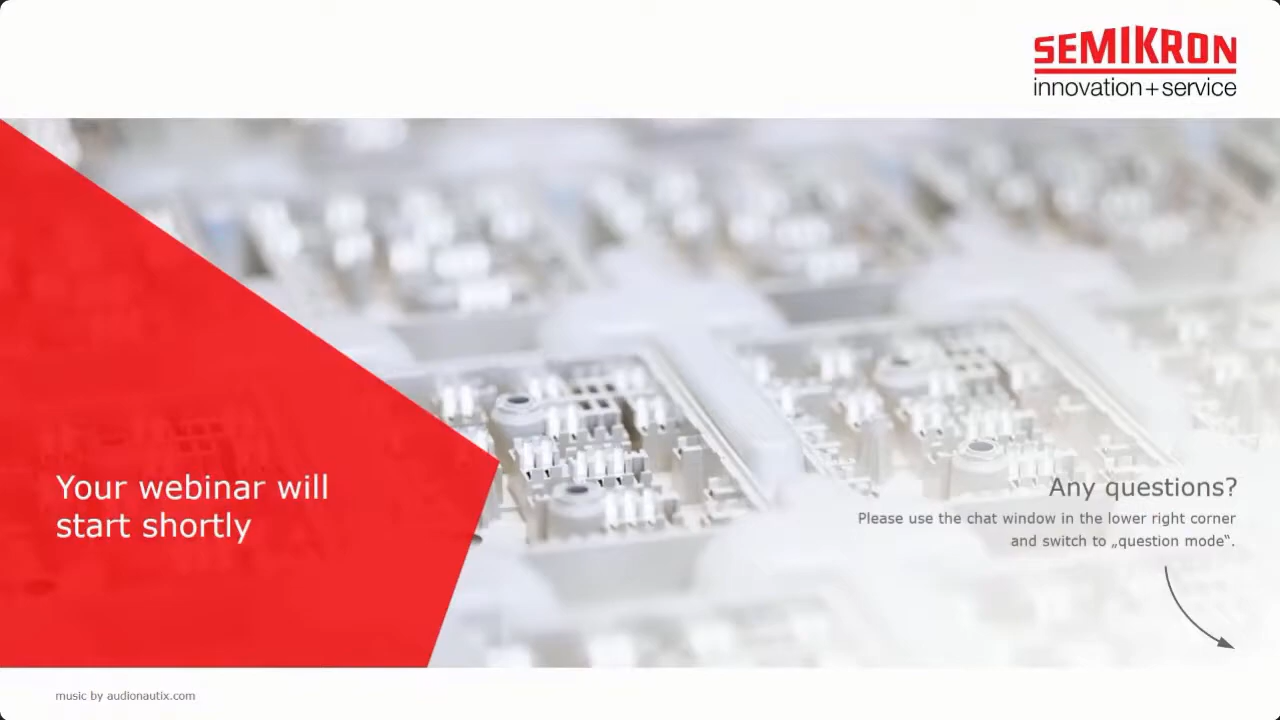 SEMIKRON
innovation+service
Your webinar will
start shortly
Any questions?
Please use the chat window in the lower right corner
and switch to „question mode“.
music by audionautix.com